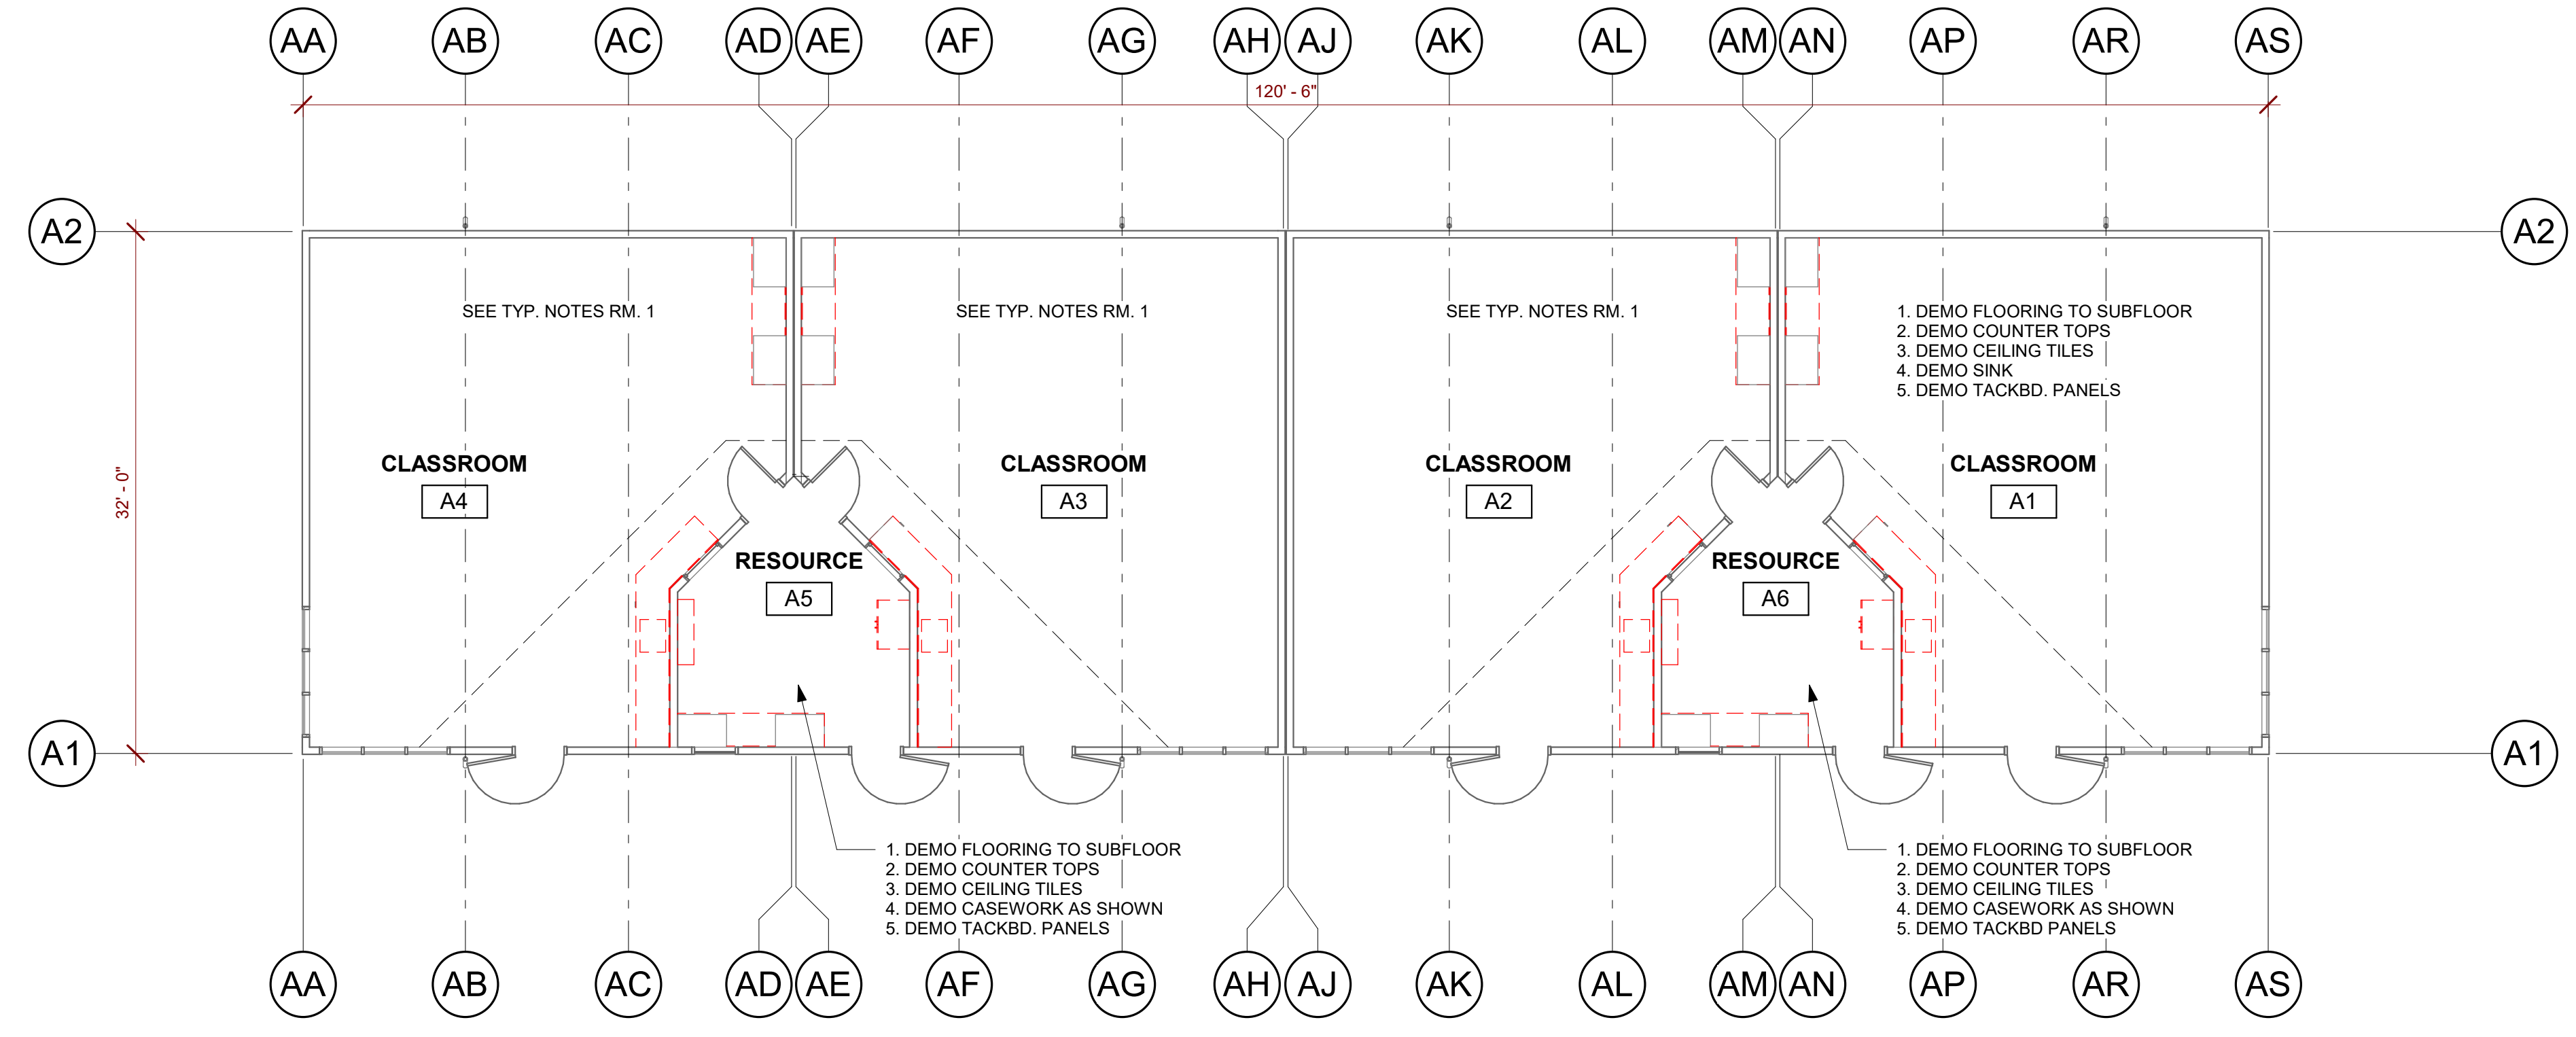 AA AB AC AD AE AF AG AH AJ AK AL AM AN AP AR AS
120' - 6"
A2 A2
SEE TYP. NOTES RM. 1
SEE TYP. NOTES RM. 1
SEE TYP. NOTES RM. 1
1. DEMO FLOORING TO SUBFLOOR
2. DEMO COUNTER TOPS
3. DEMO CEILING TILES
4. DEMO SINK
5. DEMO TACKBD. PANELS
32' - 0"
CLASSROOM
A4
CLASSROOM
A3
CLASSROOM
A2
CLASSROOM
A1
RESOURCE
A5
RESOURCE
A6
A1 A1
1. DEMO FLOORING TO SUBFLOOR
2. DEMO COUNTER TOPS
3. DEMO CEILING TILES
4. DEMO CASEWORK AS SHOWN
5. DEMO TACKBD. PANELS
1. DEMO FLOORING TO SUBFLOOR
2. DEMO COUNTER TOPS
3. DEMO CEILING TILES
4. DEMO CASEWORK AS SHOWN
5. DEMO TACKBD PANELS
AA AB AC AD AE AF AG AH AJ AK AL AM AN AP AR AS